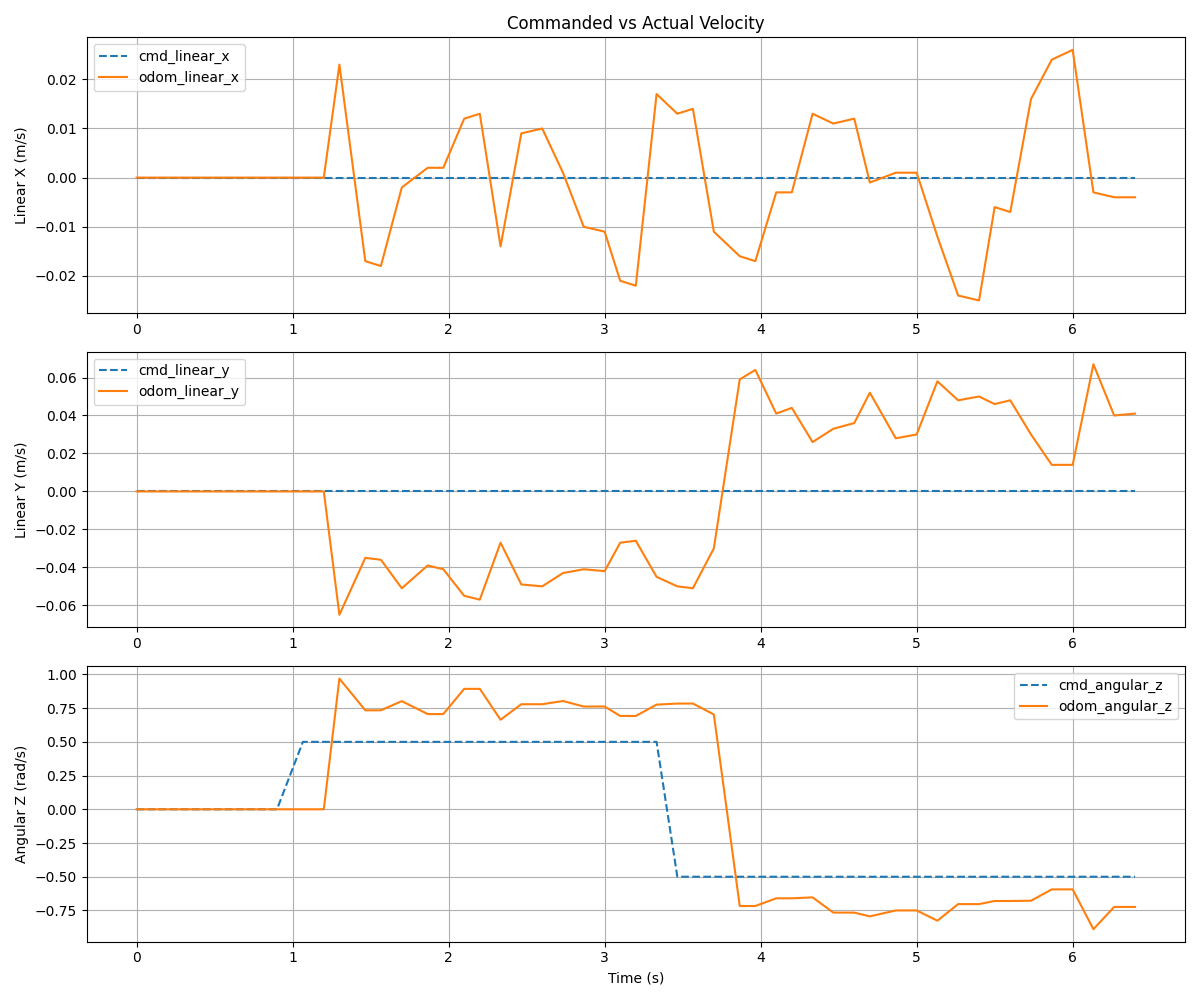 Commanded vs Actual Velocity
cmd_linear_x
odom_linear_x
Linear X (m/s)
0.02
0.01
0.00
−0.01
−0.02
0 1 2 3 4 5 6
cmd_linear_y
odom_linear_y
Linear Y (m/s)
0.06
0.04
0.02
0.00
−0.02
−0.04
−0.06
0 1 2 3 4 5 6
cmd_angular_z
odom_angular_z
Angular Z (rad/s)
1.00
0.75
0.50
0.25
0.00
−0.25
−0.50
−0.75
0 1 2 3 4 5 6
Time (s)